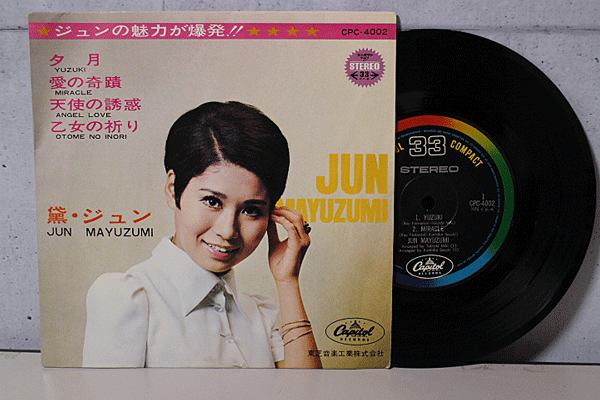 ★ジュンの魅力が爆発!!★★★★
CPC-4002
夕月
YUZUKI
愛の奇蹟
MIRACLE
天使の誘惑
ANGEL LOVE
乙女の祈り
OTOME NO INORI
STEREO
33
黛・ジュン
JUN MAYUZUMI
JUN
MAYUZUMI
Capitol
RECORDS
東芝音楽工業株式会社
33 COMPACT
STEREO
1
CPC-4002
1. YUZUKI
2. MIRACLE
JUN MAYUZUMI
Capitol
RECORDS